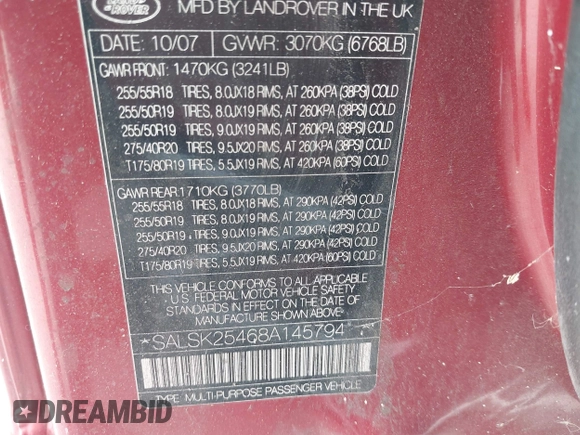 ROVER
MFD BY LANDROVER IN THE UK
DATE: 10/07 GVWR: 3070KG (6768LB)
GAWR FRONT: 1470KG (3241LB)
255/55R18 TIRES, 8.0JX18 RIMS, AT 260KPA (38PSI) COLD
255/50R19 TIRES, 8.0JX19 RIMS, AT 260KPA (38PSI) COLD
255/50R19 TIRES, 9.0JX19 RIMS, AT 260KPA (38PSI) COLD
275/40R20 TIRES, 9.5JX20 RIMS, AT 260KPA (38PSI) COLD
T175/80R19 TIRES, 5.5JX19 RIMS, AT 420KPA (60PSI) COLD
GAWR REAR: 1710KG (3770LB)
255/55R18 TIRES, 8.0JX18 RIMS, AT 290KPA (42PSI) COLD
255/50R19 TIRES, 8.0JX19 RIMS, AT 290KPA (42PSI) COLD
255/50R19 TIRES, 9.0JX19 RIMS, AT 290KPA (42PSI) COLD
275/40R20 TIRES, 9.5JX20 RIMS, AT 290KPA (42PSI) COLD
T175/80R19 TIRES, 5.5JX19 RIMS, AT 420KPA (60PSI) COLD
THIS VEHICLE CONFORMS TO ALL APPLICABLE
U.S. FEDERAL MOTOR VEHICLE SAFETY
STANDARDS IN EFFECT ON THE DATE OF
MANUFACTURE SHOWN ABOVE.
*SALSK25468A145794*
TYPE: MULTI-PURPOSE PASSENGER VEHICLE
DREAMBID